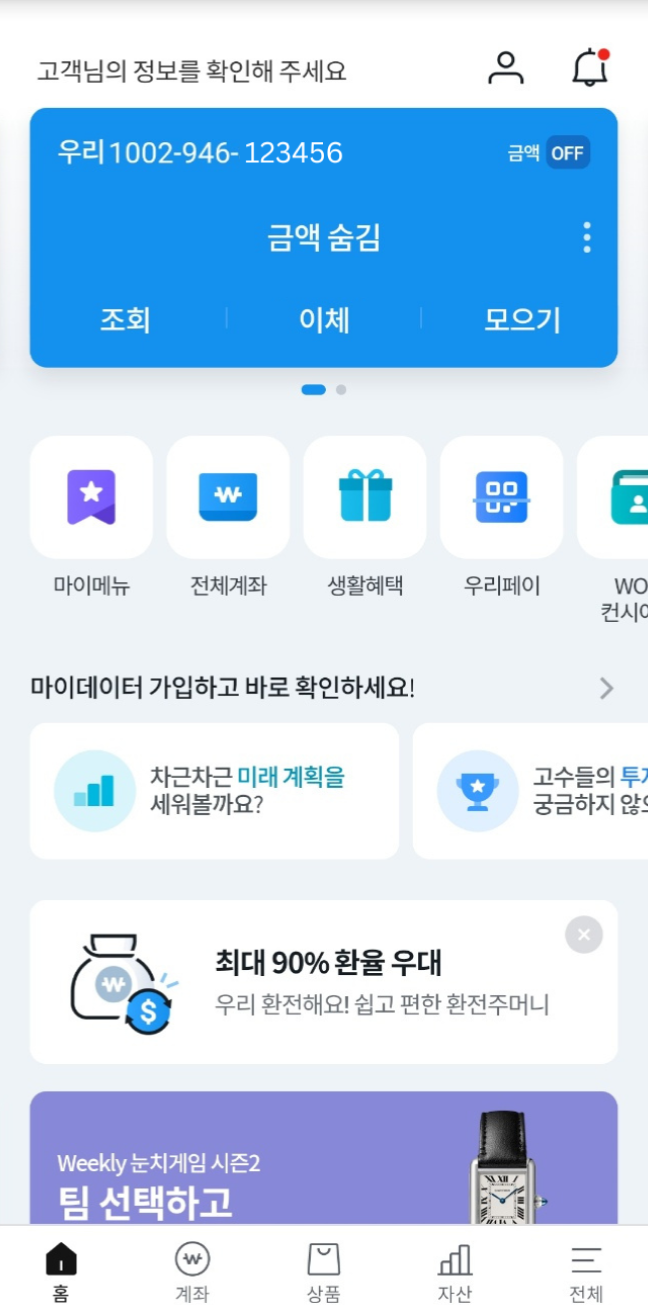 고객님의 정보를 확인해 주세요
우리 1002-946- 123456
금액 OFF
금액 숨김
조회
이체
모으기
마이메뉴
전체계좌
생활혜택
우리페이
WO
컨시어
마이데이터 가입하고 바로 확인하세요!
차근차근 미래 계획을
세워볼까요?
고수들의 투자
궁금하지 않으
최대 90% 환율 우대
우리 환전해요! 쉽고 편한 환전주머니
Weekly 눈치게임 시즌2
팀 선택하고
홈
계좌
상품
자산
전체